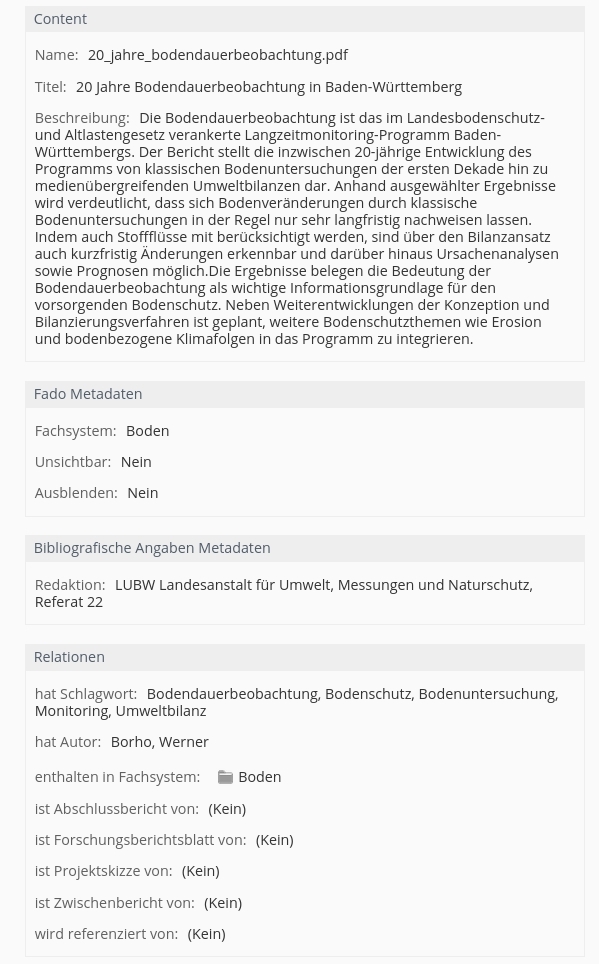 Content
Name: 20_jahre_bodendauerbeobachtung.pdf
Titel: 20 Jahre Bodendauerbeobachtung in Baden-Württemberg
Beschreibung: Die Bodendauerbeobachtung ist das im Landesbodenschutz-
und Altlastengesetz verankerte Langzeitmonitoring-Programm Baden-
Württembergs. Der Bericht stellt die inzwischen 20-jährige Entwicklung des
Programms von klassischen Bodenuntersuchungen der ersten Dekade hin zu
medienübergreifenden Umweltbilanzen dar. Anhand ausgewählter Ergebnisse
wird verdeutlicht, dass sich Bodenveränderungen durch klassische
Bodenuntersuchungen in der Regel nur sehr langfristig nachweisen lassen.
Indem auch Stoffflüsse mit berücksichtigt werden, sind über den Bilanzansatz
auch kurzfristig Änderungen erkennbar und darüber hinaus Ursachenanalysen
sowie Prognosen möglich.Die Ergebnisse belegen die Bedeutung der
Bodendauerbeobachtung als wichtige Informationsgrundlage für den
vorsorgenden Bodenschutz. Neben Weiterentwicklungen der Konzeption und
Bilanzierungsverfahren ist geplant, weitere Bodenschutzthemen wie Erosion
und bodenbezogene Klimafolgen in das Programm zu integrieren.
Fado Metadaten
Fachsystem: Boden
Unsichtbar: Nein
Ausblenden: Nein
Bibliografische Angaben Metadaten
Redaktion: LUBW Landesanstalt für Umwelt, Messungen und Naturschutz,
Referat 22
Relationen
hat Schlagwort: Bodendauerbeobachtung, Bodenschutz, Bodenuntersuchung,
Monitoring, Umweltbilanz
hat Autor: Borho, Werner
enthalten in Fachsystem: Boden
ist Abschlussbericht von: (Kein)
ist Forschungsberichtsblatt von: (Kein)
ist Projektskizze von: (Kein)
ist Zwischenbericht von: (Kein)
wird referenziert von: (Kein)